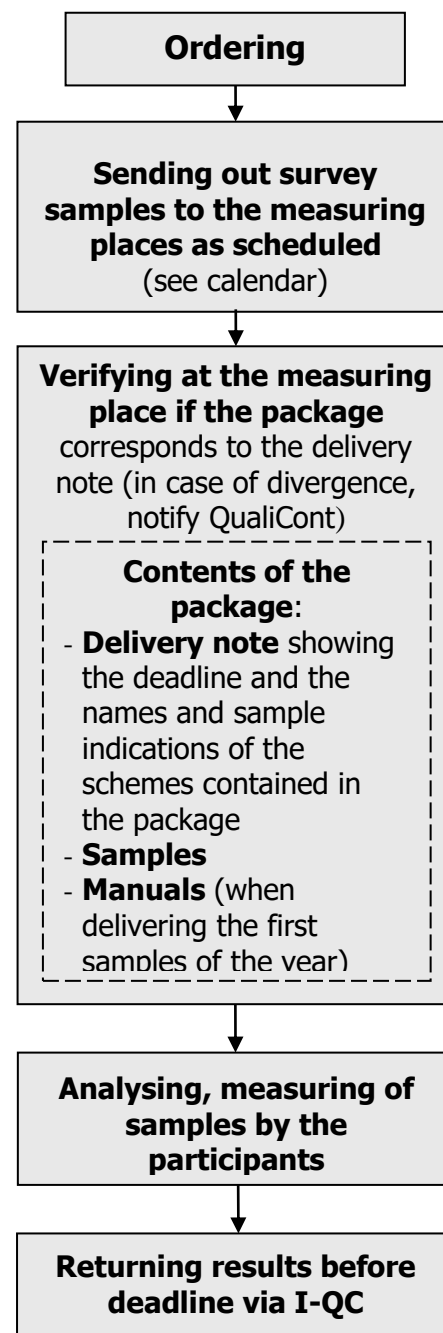 Ordering
Sending out survey
samples to the measuring
places as scheduled
(see calendar)
Verifying at the measuring
place if the package
corresponds to the delivery
note (in case of divergence,
notify QualiCont)
Contents of the
package:
- Delivery note showing
the deadline and the
names and sample
indications of the
schemes contained in
the package
- Samples
- Manuals (when
delivering the first
samples of the year)
Analysing, measuring of
samples by the
participants
Returning results before
deadline via I-QC